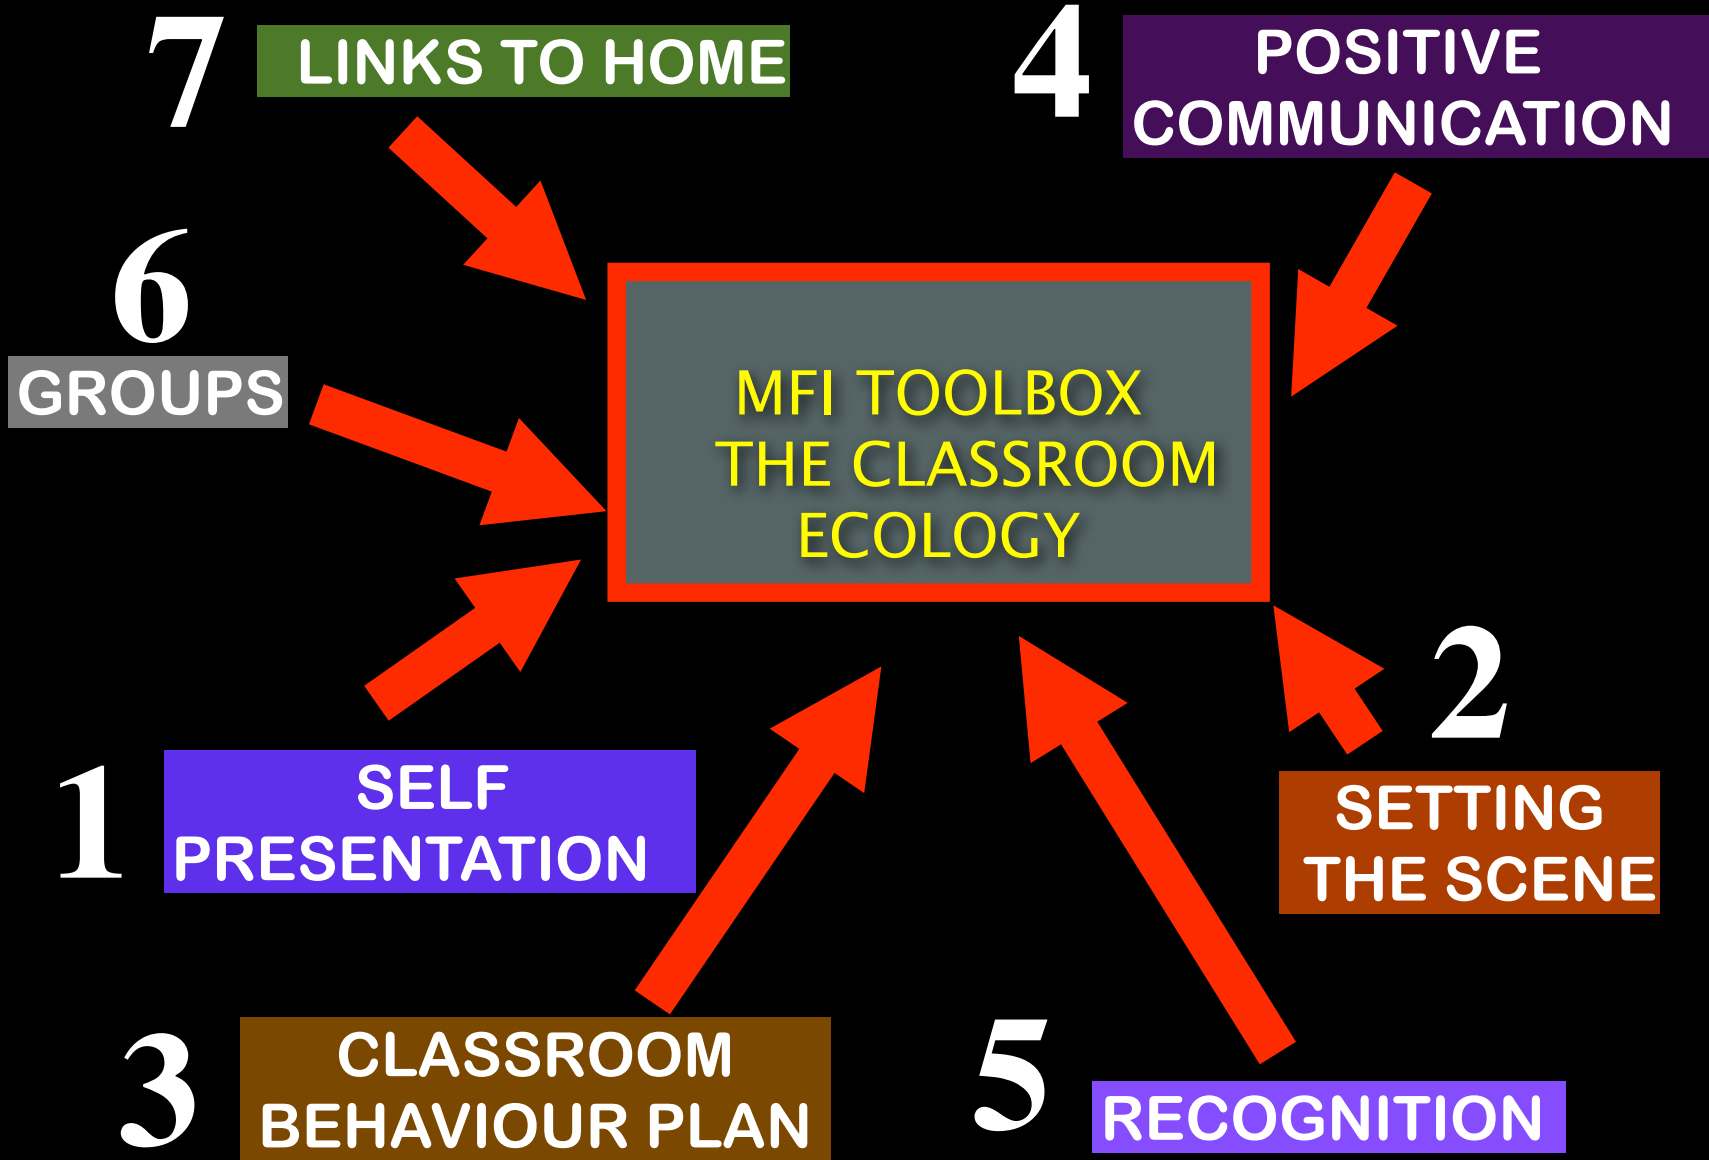 7
LINKS TO HOME
4
POSITIVE
COMMUNICATION
6
GROUPS
MFI TOOLBOX
THE CLASSROOM
ECOLOGY
1
SELF
PRESENTATION
2
SETTING
THE SCENE
3
CLASSROOM
BEHAVIOUR PLAN
5
RECOGNITION